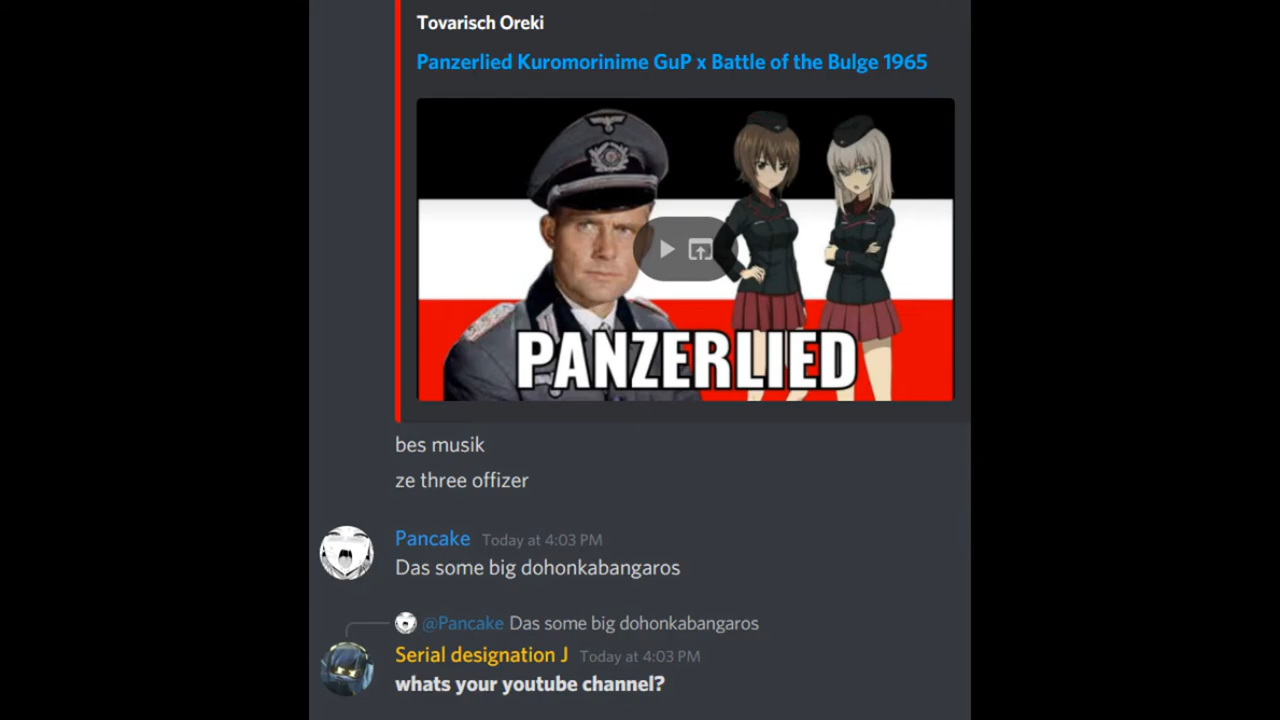 Tovarisch Oreki
Panzerlied Kuromorinime GuP x Battle of the Bulge 1965
PANZERLIED
bes musik
ze three offizer
Pancake Today at 4:03 PM
Das some big dohonkabangaros
@Pancake Das some big dohonkabangaros
Serial designation J Today at 4:03 PM
whats your youtube channel?